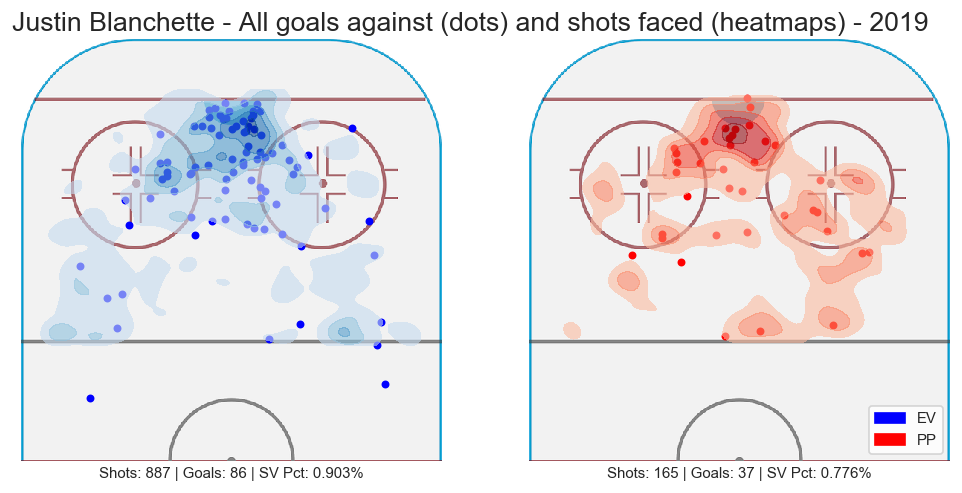 Justin Blanchette - All goals against (dots) and shots faced (heatmaps) - 2019
EV
PP
Shots: 887 | Goals: 86 | SV Pct: 0.903%
Shots: 165 | Goals: 37 | SV Pct: 0.776%